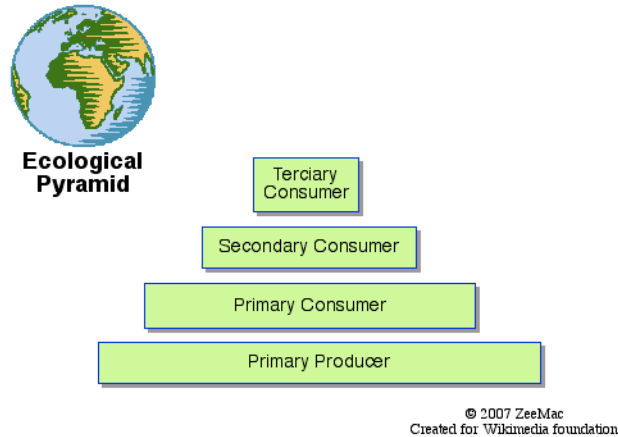 Ecological
Pyramid
Terciary
Consumer
Secondary Consumer
Primary Consumer
Primary Producer
© 2007 ZeeMac
Created for Wikimedia foundation